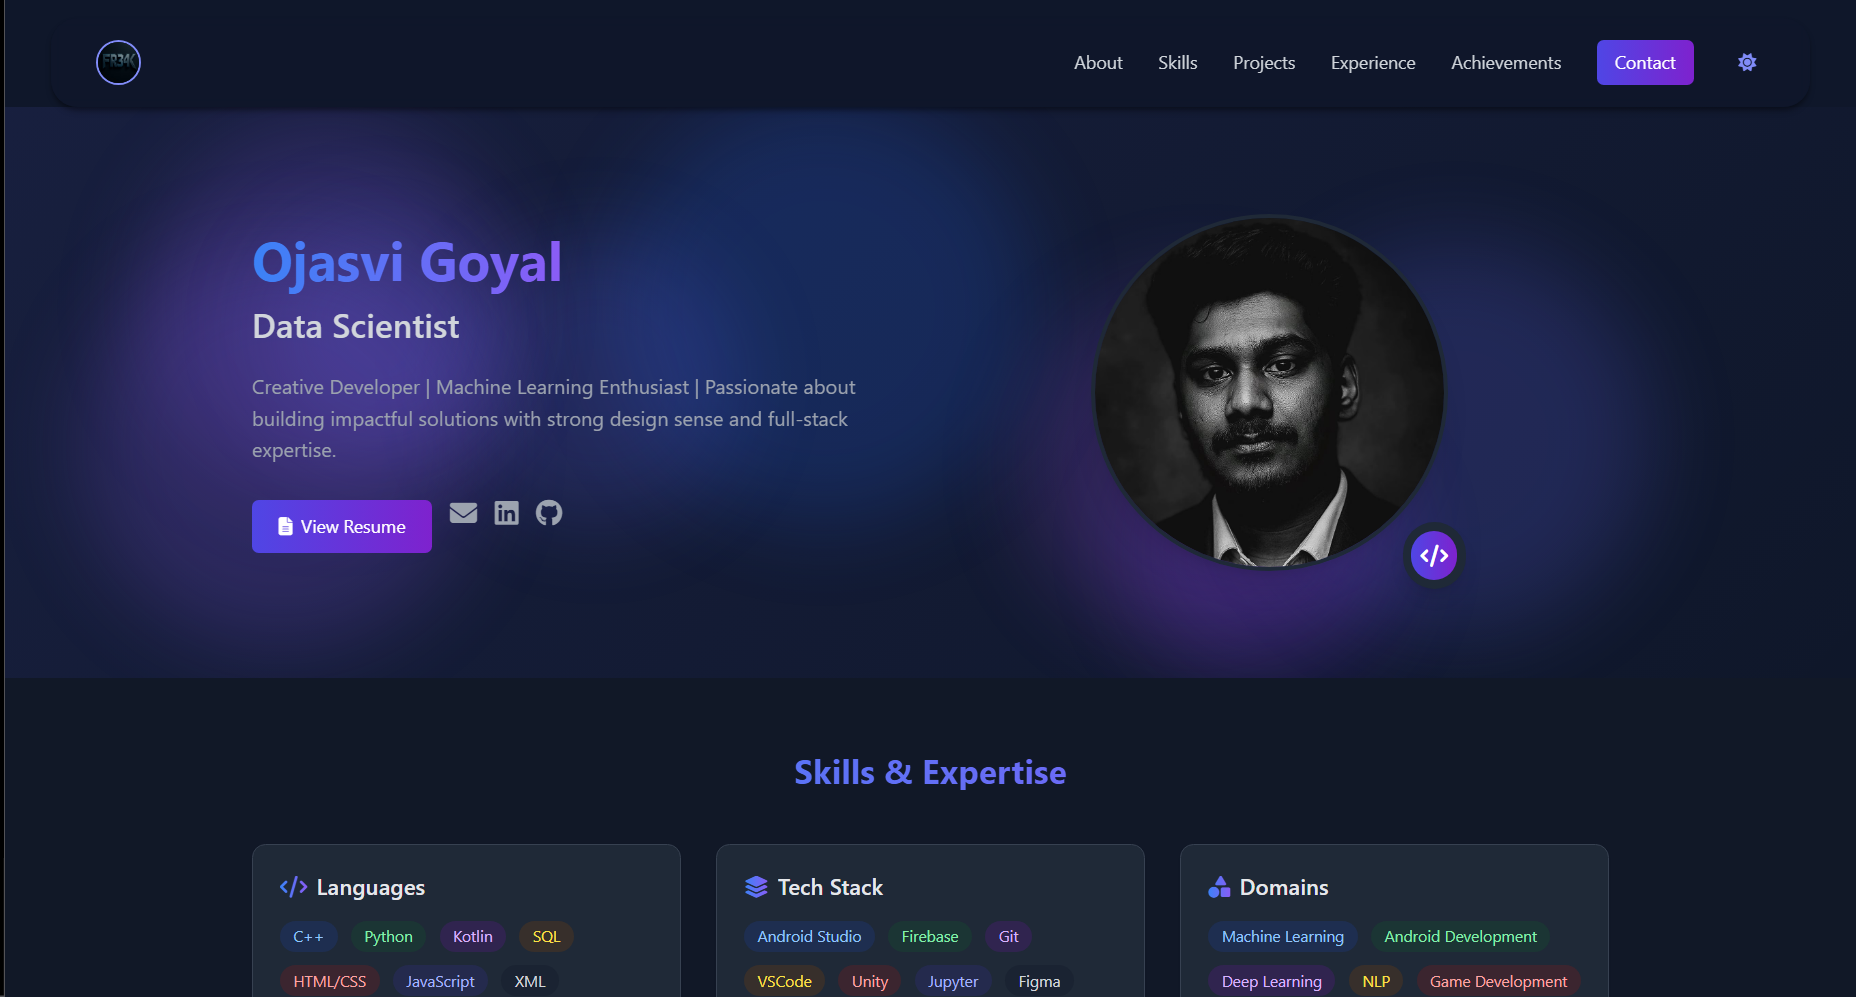 FR34K
About Skills Projects Experience Achievements Contact
Ojasvi Goyal
Data Scientist
Creative Developer | Machine Learning Enthusiast | Passionate about
building impactful solutions with strong design sense and full-stack
expertise.
View Resume
Skills & Expertise
Languages
C++ Python Kotlin SQL
HTML/CSS JavaScript XML
Tech Stack
Android Studio Firebase Git
VSCode Unity Jupyter Figma
Domains
Machine Learning Android Development
Deep Learning NLP Game Development